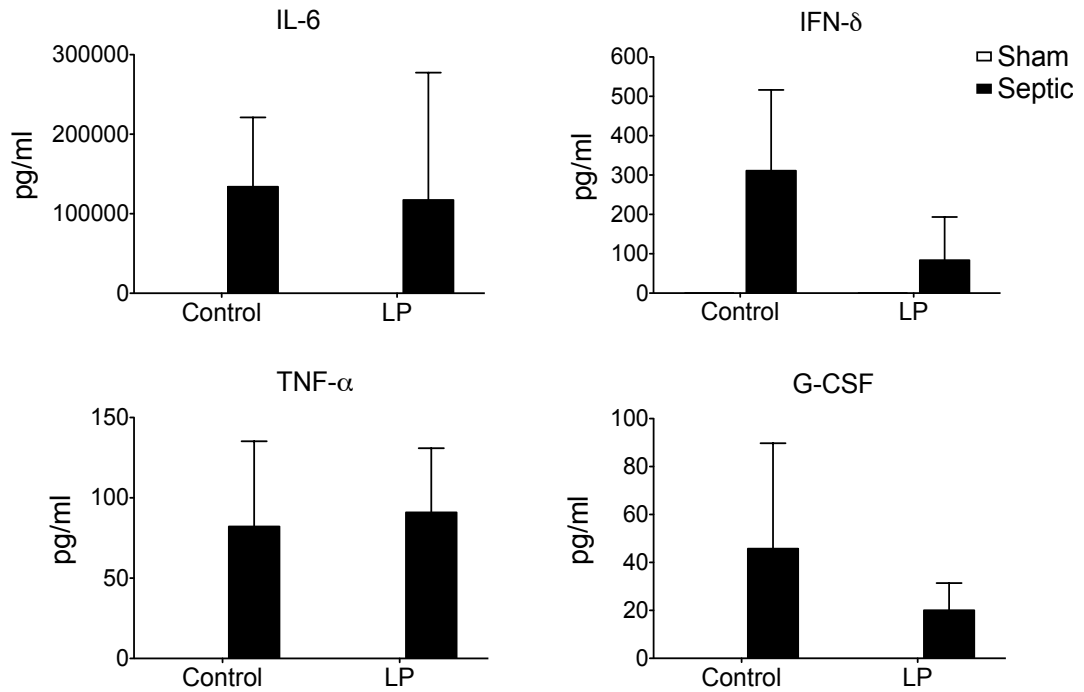 IL-6
300000
200000
100000
0
pg/ml
Control LP
IFN-δ
600
500
400
300
200
100
0
pg/ml
Control LP
Sham
Septic
TNF-α
150
100
50
0
pg/ml
Control LP
G-CSF
100
80
60
40
20
0
pg/ml
Control LP